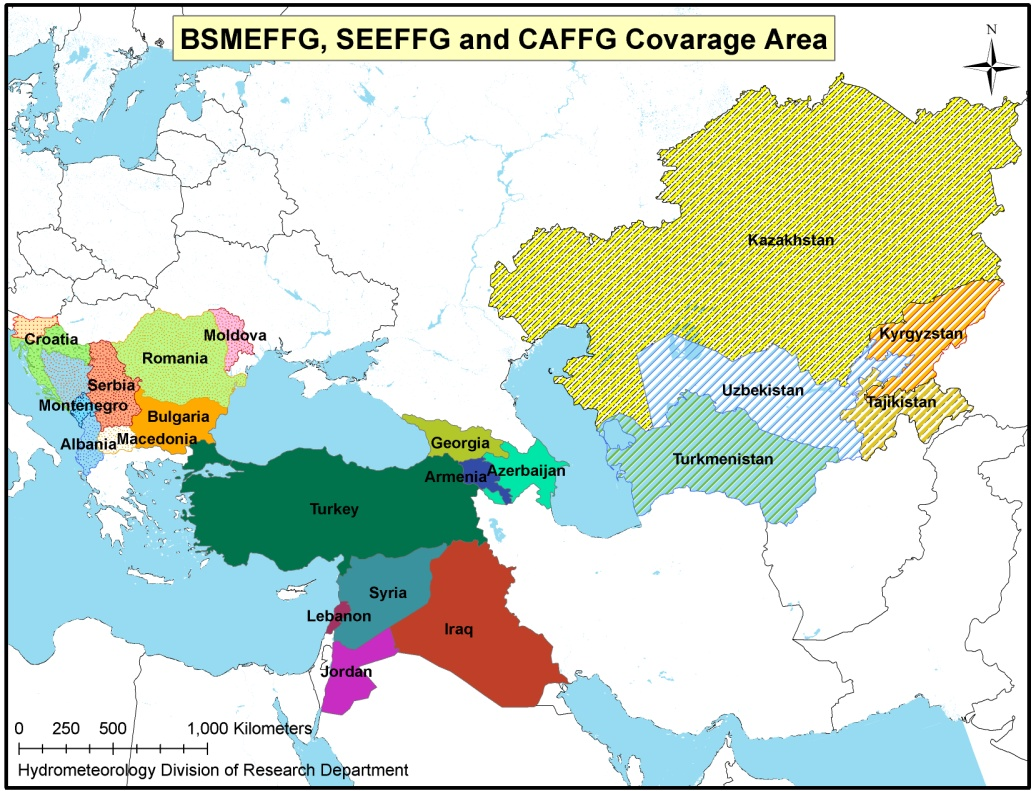 BSMEFFG, SEEFFG and CAFFG Covarage Area
N
Kazakhstan
Croatia
Moldova
Romania
Kyrgyzstan
Serbia
Uzbekistan
Montenegro
Tajikistan
Bulgaria
Albania
Macedonia
Georgia
Turkmenistan
Armenia
Azerbaijan
Turkey
Syria
Lebanon
Iraq
Jordan
0 250 500 1,000 Kilometers
Hydrometeorology Division of Research Department